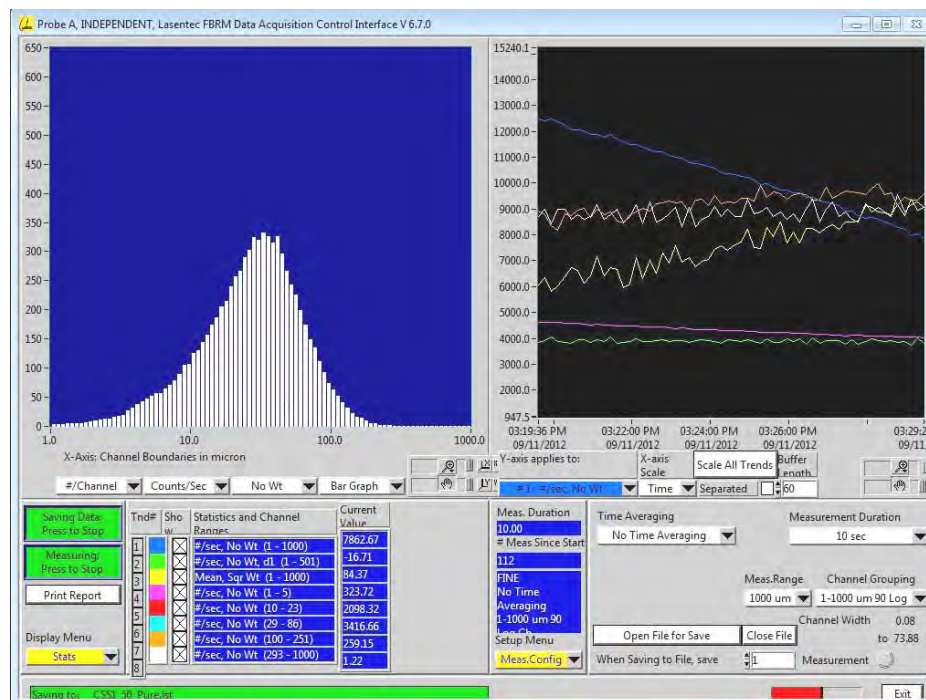 Probe A, INDEPENDENT, Lasentec FBRM Data Acquisition Control Interface V 6.7.0
650
600
550
500
450
400
350
300
250
200
150
100
50
0
1.0 10.0 100.0 1000.0
X-Axis: Channel Boundaries in micron
#/Channel Counts/Sec No Wt Bar Graph
15240.1
14000.0
13000.0
12000.0
11000.0
10000.0
9000.0
8000.0
7000.0
6000.0
5000.0
4000.0
3000.0
2000.0
947.5
03:19:36 PM 03:22:00 PM 03:24:00 PM 03:26:00 PM 03:29:2
09/11/2012 09/11/2012 09/11/2012 09/11/2012 09/11
Y-axis applies to: X-axis Scale Scale All Trends Buffer Length
# 1: #/sec, No Wt Time Separated 60
Saving Data:
Press to Stop
Measuring:
Press to Stop
Print Report
Display Menu
Stats
Trnd# Sho w Statistics and Channel Ranges Current Value
1 #/sec, No Wt (1 - 1000) 7862.67
2 #/sec, No Wt, d1 (1 - 501) -16.71
3 Mean, Sqr Wt (1 - 1000) 84.37
4 #/sec, No Wt (1 - 5) 323.72
5 #/sec, No Wt (10 - 23) 2098.32
6 #/sec, No Wt (29 - 86) 3416.66
7 #/sec, No Wt (100 - 251) 259.15
8 #/sec, No Wt (293 - 1000) 1.22
Meas. Duration
10.00
# Meas Since Start
112
FINE
No Time
Averaging
1-1000 um 90
Log Ch
Setup Menu
Meas.Config
Time Averaging
No Time Averaging
Measurement Duration
10 sec
Meas.Range Channel Grouping
1000 um 1-1000 um 90 Log
Channel Width 0.08
to 73.88
Open File for Save Close File
When Saving to File, save 1 Measurement
Saving to: CSS1_50_Pure.lst
Exit